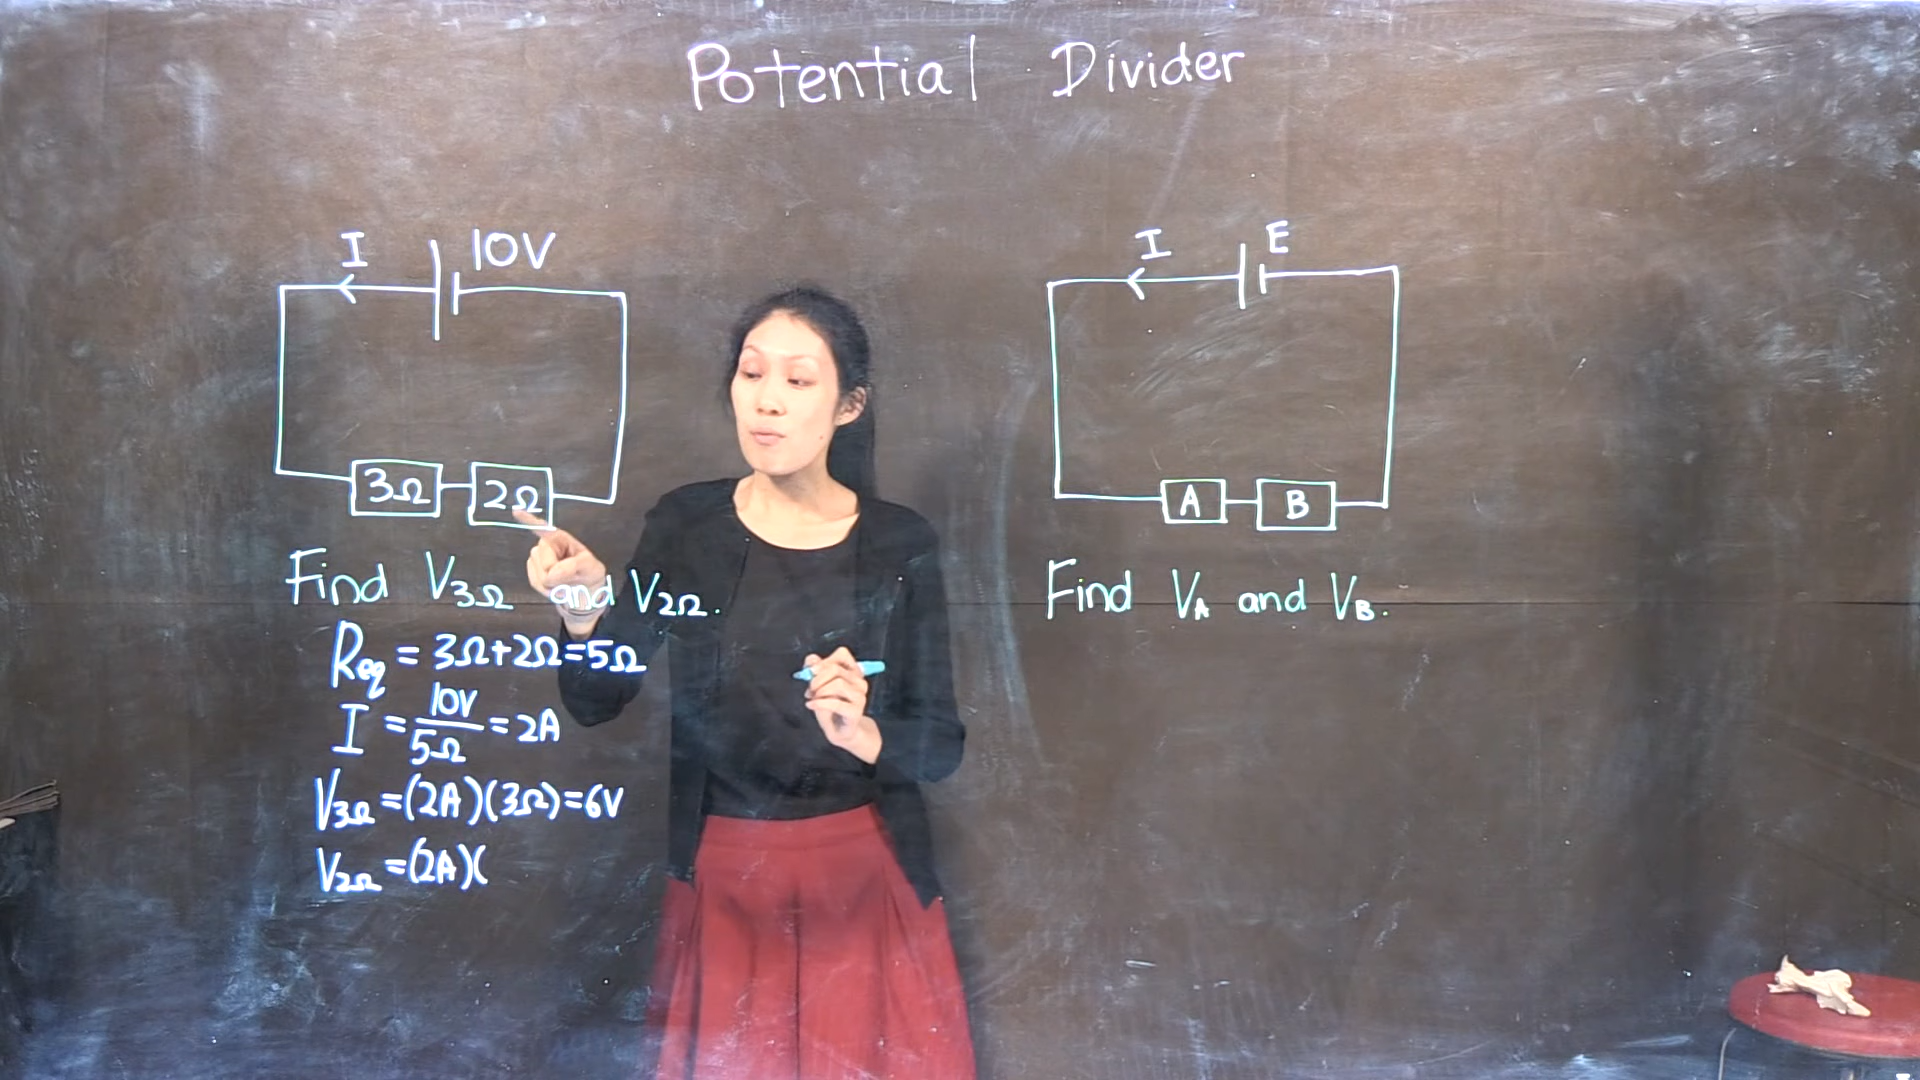 Potential Divider
I 10V
3Ω 2Ω
Find V3Ω and V2Ω.
Req = 3Ω+2Ω=5Ω
I = 10V/5Ω = 2A
V3Ω =(2A)(3Ω)=6V
V2Ω =(2A)(
I E
A B
Find VA and VB.